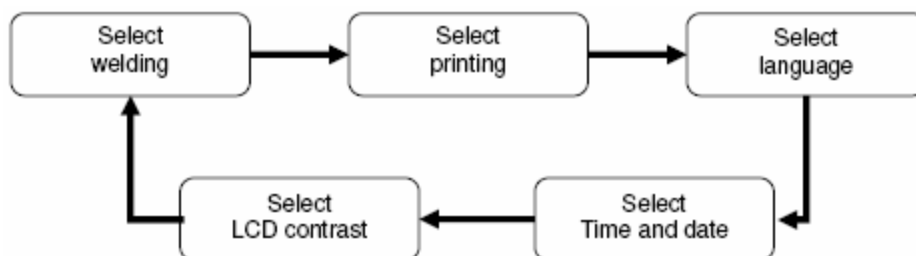 Select
welding
Select
printing
Select
language
Select
LCD contrast
Select
Time and date